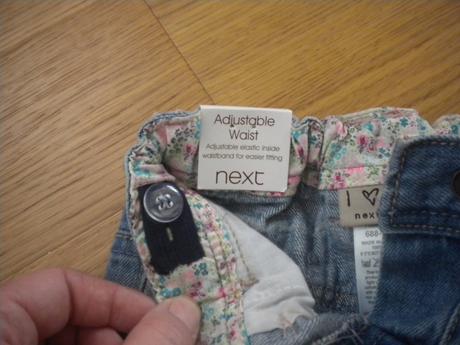 Adjustable
Waist
Adjustable elastic inside
waistband for easier fitting
next
I ♥
next